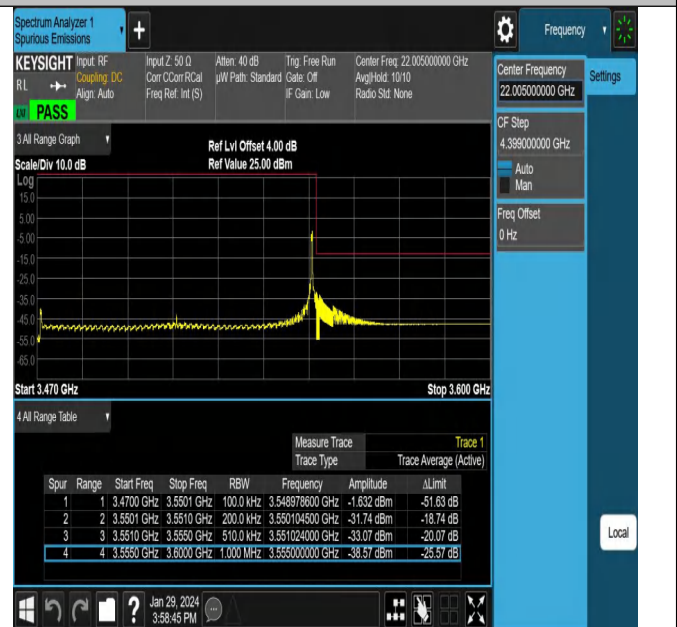 Spectrum Analyzer 1
Spurious Emissions
Frequency
KEYSIGHT
RL
Input: RF
Coupling: DC
Align: Auto
Input Z: 50 Ω
Corr CCorr RCal
Freq Ref: Int (S)
Atten: 40 dB
µW Path: Standard
Trig: Free Run
Gate: Off
IF Gain: Low
Center Freq: 22.005000000 GHz
Avg|Hold: 10/10
Radio Std: None
PASS
Center Frequency
22.005000000 GHz
Settings
CF Step
4.399000000 GHz
Auto
Man
Freq Offset
0 Hz
3 All Range Graph
Scale/Div 10.0 dB
Ref Lvl Offset 4.00 dB
Ref Value 25.00 dBm
Log
15.0
5.00
-5.00
-15.0
-25.0
-35.0
-45.0
-55.0
-65.0
Start 3.470 GHz
Stop 3.600 GHz
4 All Range Table
Measure Trace Trace 1
Trace Type Trace Average (Active)
Spur Range Start Freq Stop Freq RBW Frequency Amplitude ΔLimit
1 1 3.4700 GHz 3.5501 GHz 100.0 kHz 3.548978600 GHz -1.632 dBm -51.63 dB
2 2 3.5501 GHz 3.5510 GHz 200.0 kHz 3.550104500 GHz -31.74 dBm -18.74 dB
3 3 3.5510 GHz 3.5550 GHz 510.0 kHz 3.551024000 GHz -33.07 dBm -20.07 dB
4 4 3.5550 GHz 3.6000 GHz 1.000 MHz 3.555000000 GHz -38.57 dBm -25.57 dB
Local
Jan 29, 2024
3:58:45 PM